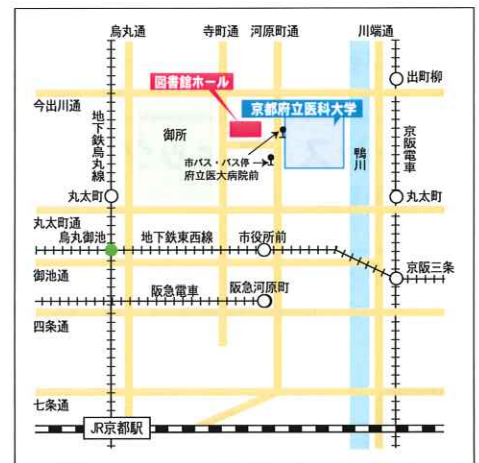 烏丸通
寺町通
河原町通
川端通
出町柳
図書館ホール
今出川通
京都府立医科大学
地下鉄烏丸線
御所
市バス・バス停
府立医大病院前
鴨川
京阪電車
丸太町
丸太町
丸太町通
烏丸御池
地下鉄東西線
市役所前
御池通
京阪三条
阪急電車
阪急河原町
四条通
七条通
JR京都駅